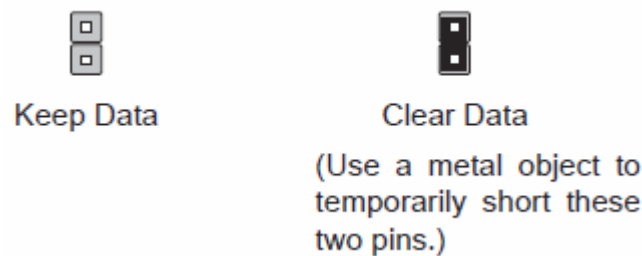 Keep Data
Clear Data
(Use a metal object to
temporarily short these
two pins.)